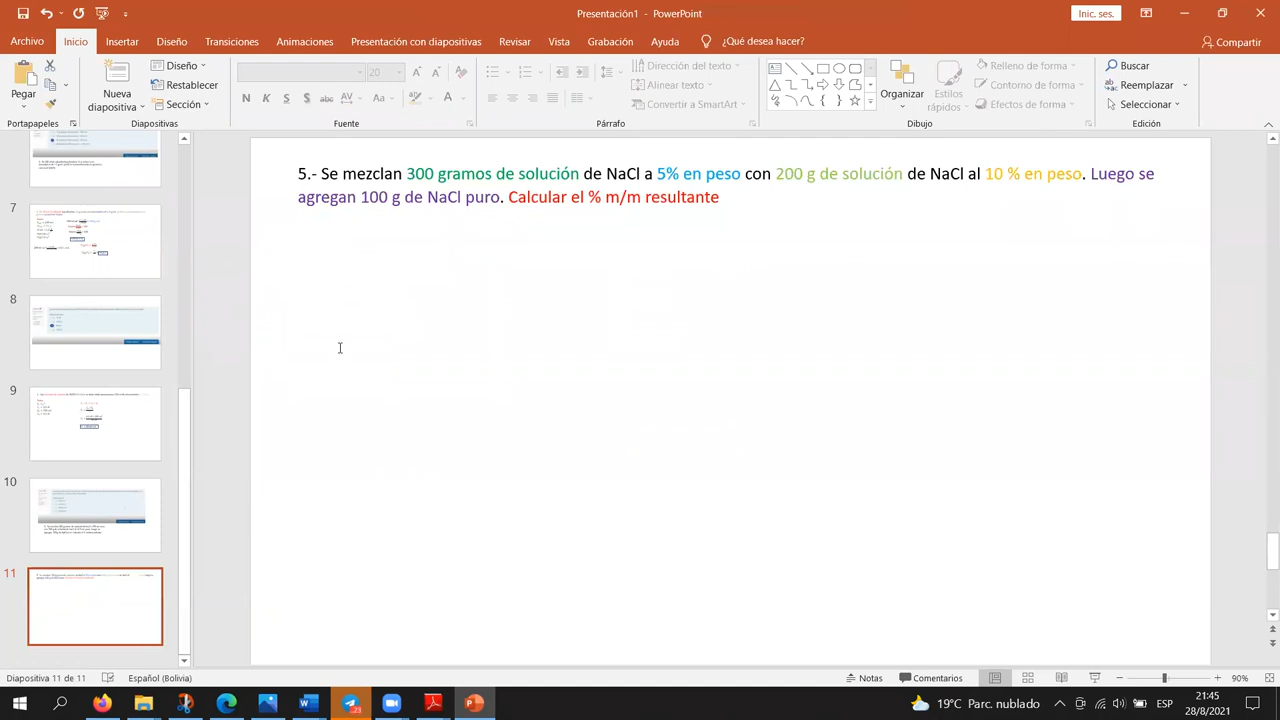 Presentación1 - PowerPoint
Inic. ses.
Archivo Inicio Insertar Diseño Transiciones Animaciones Presentación con diapositivas Revisar Vista Grabación Ayuda ¿Qué desea hacer? Compartir
Pegar
Nueva diapositiva
Diseño
Restablecer
Sección
20
N K S S abc AV Aa A
Dirección del texto
Alinear texto
Convertir a SmartArt
Organizar
Estilos rápidos
Relleno de forma
Contorno de forma
Efectos de forma
Buscar
Reemplazar
Seleccionar
Portapapeles Diapositivas Fuente Párrafo Dibujo Edición
5.- Se mezclan 300 gramos de solución de NaCl a 5% en peso con 200 g de solución de NaCl al 10 % en peso. Luego se
agregan 100 g de NaCl puro. Calcular el % m/m resultante
7
8
9
10
11
Diapositiva 11 de 11 Español (Bolivia) Notas Comentarios 90%
23
19°C Parc. nublado ESP 21:45
28/8/2021